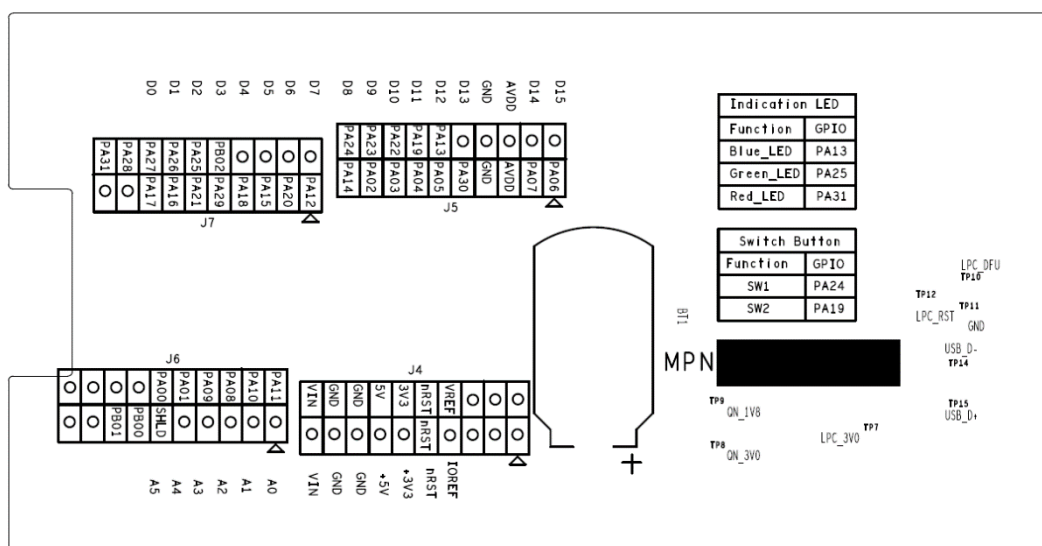 D0 D1 D2 D3 D4 D5 D6 D7 D8 D9 D10 D11 D12 D13 GND AVDD D14 D15
PA31 PA28 PA27 PA26 PA25 PB02
PA17 PA16 PA21 PA29 PA18 PA15 PA20 PA12
J7
PA24 PA23 PA22 PA19 PA13
PA14 PA02 PA03 PA04 PA05 PA30 GND AVDD PA07 PA06
J5
Indication LED
Function GPIO
Blue_LED PA13
Green_LED PA25
Red_LED PA31
Switch Button
Function GPIO
SW1 PA24
SW2 PA19
LPC_DFU
TP10
TP12
TP11
LPC_RST
GND
BT1
MPN
USB_D-
TP14
TP9
QN_1V8
TP15
USB_D+
TP7
LPC_3V0
TP8
QN_3V0
+
J6
PA00 PA01 PA09 PA08 PA10 PA11
PB01 PB00 SHLD
A5 A4 A3 A2 A1 A0
J4
VIN GND GND 5V 3V3 nRST VREF
nRST
VIN GND GND +5V +3V3 nRST IOREF